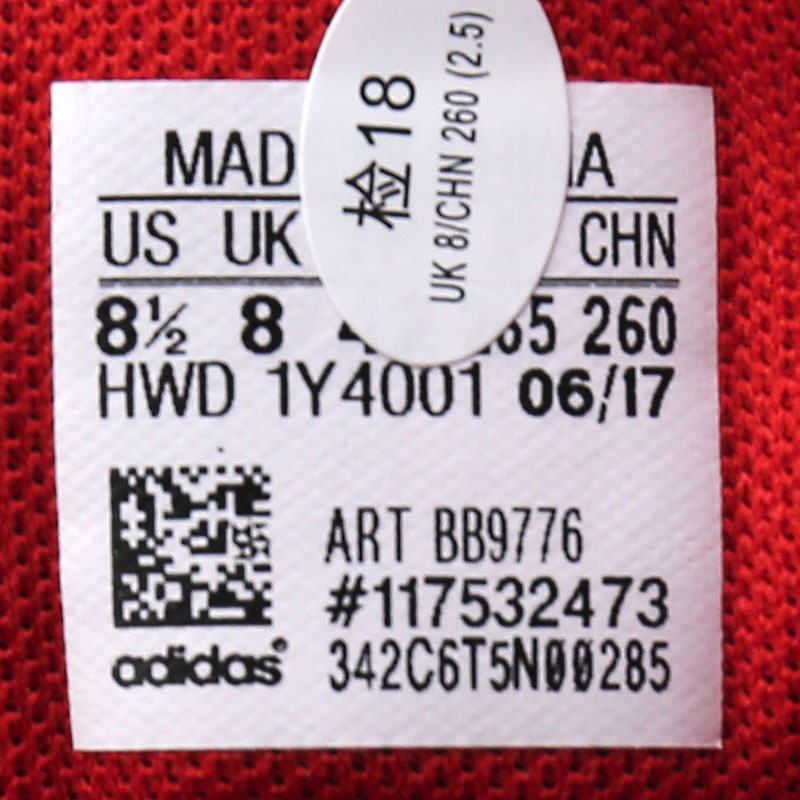 检18
UK 8/CHN 260 (2.5)
US UK CHN
8½ 8 260
HWD 1Y4001 06/17
ART BB9776
#117532473
adidas®
342C6T5N00285